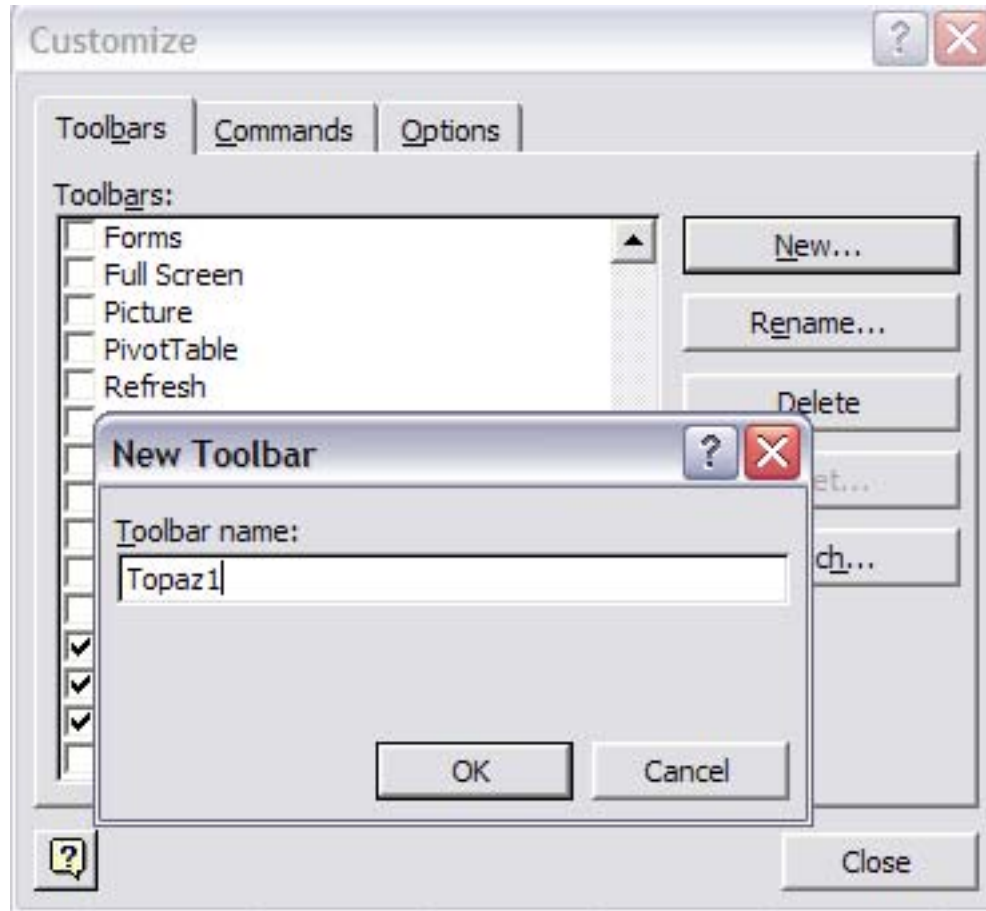 Customize
Toolbars Commands Options
Toolbars:
Forms
Full Screen
Picture
PivotTable
Refresh
New...
Rename...
Delete
New Toolbar
Toolbar name:
Topaz1
OK Cancel
Close